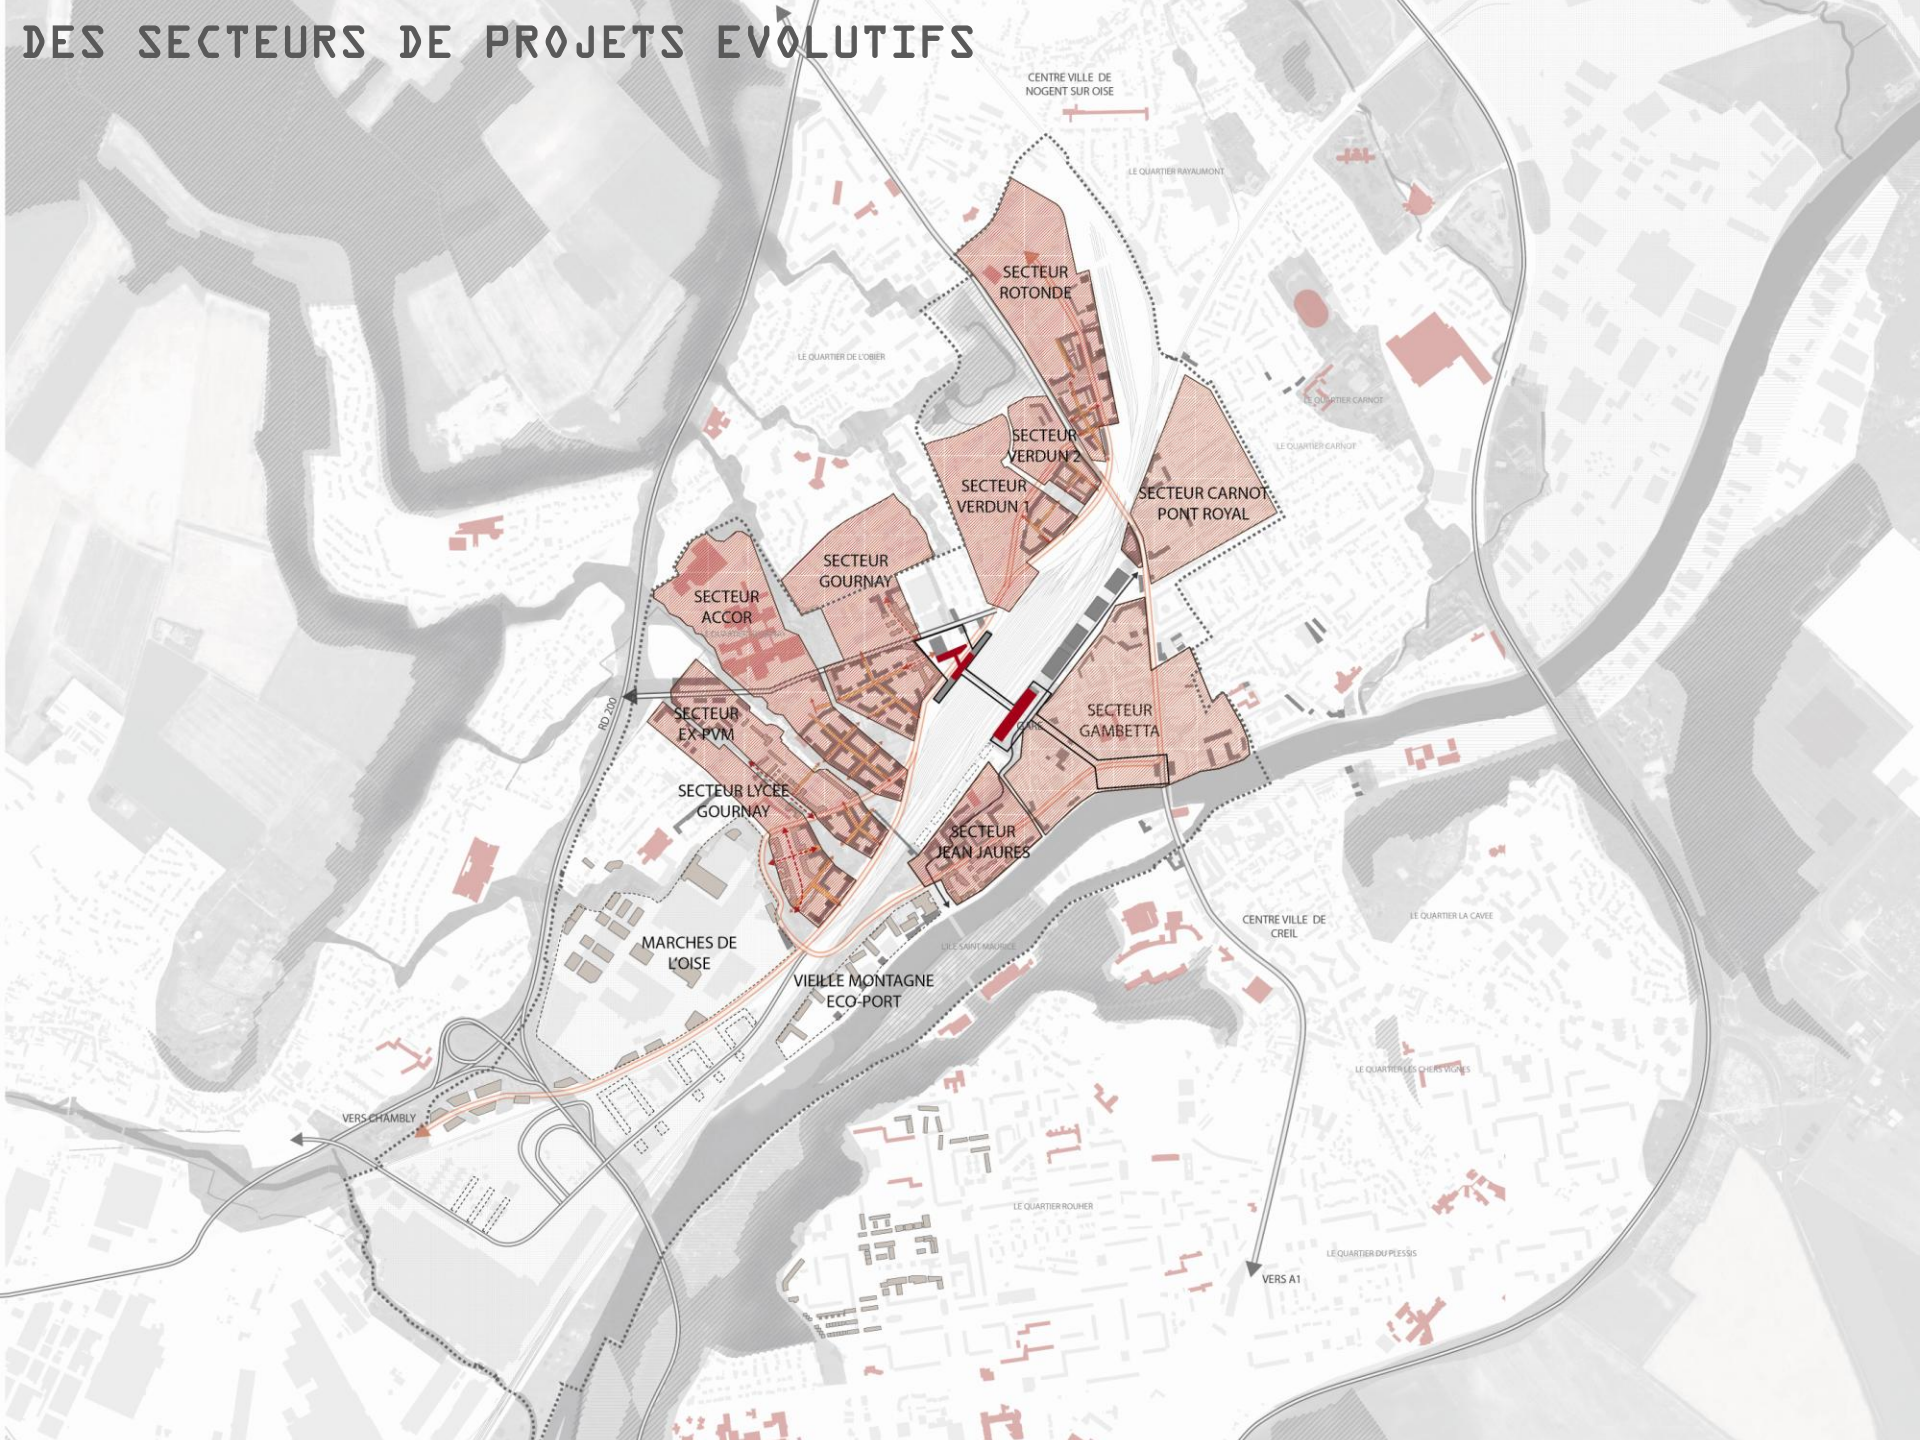 DES SECTEURS DE PROJETS EVOLUTIFS
CENTRE VILLE DE
NOGENT SUR OISE
LE QUARTIER RAYAUMONT
SECTEUR
ROTONDE
LE QUARTIER DE L'OBIER
LE QUARTIER CARNOT
LE QUARTIER CARNOT
SECTEUR
VERDUN 2
SECTEUR
VERDUN 1
SECTEUR CARNOT
PONT ROYAL
SECTEUR
GOURNAY
SECTEUR
ACCOR
LE QUARTIER
RD 200
SECTEUR
EX-PVM
SECTEUR
GAMBETTA
GARE
SECTEUR LYCEE
GOURNAY
SECTEUR
JEAN JAURES
CENTRE VILLE DE
CREIL
LE QUARTIER LA CAVEE
MARCHES DE
L'OISE
L'ILE SAINT-MAURICE
VIEILLE MONTAGNE
ECO-PORT
LE QUARTIER LES CHERS VIGNES
VERS CHAMBLY
LE QUARTIER ROUHER
LE QUARTIER DU PLESSIS
VERS A1